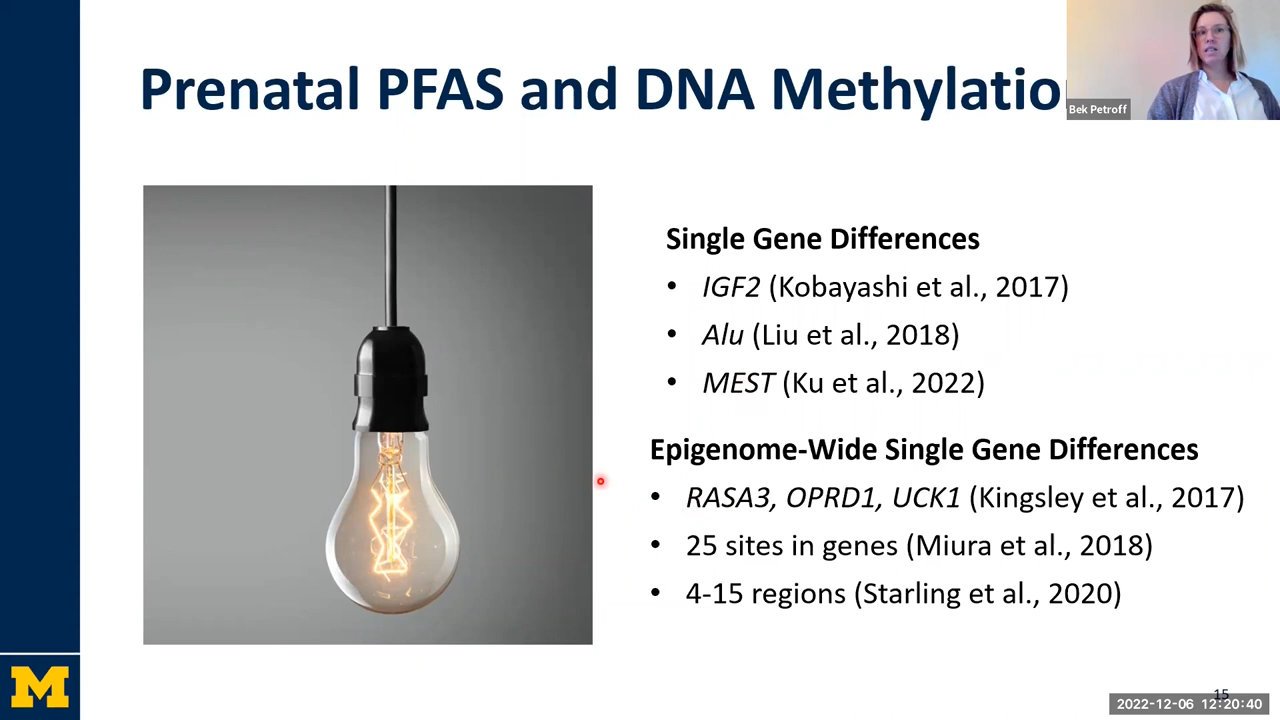 Prenatal PFAS and DNA Methylatio
Bek Petroff
Single Gene Differences
• IGF2 (Kobayashi et al., 2017)
• Alu (Liu et al., 2018)
• MEST (Ku et al., 2022)
Epigenome-Wide Single Gene Differences
• RASA3, OPRD1, UCK1 (Kingsley et al., 2017)
• 25 sites in genes (Miura et al., 2018)
• 4-15 regions (Starling et al., 2020)
M
15
2022-12-06 12:20:40